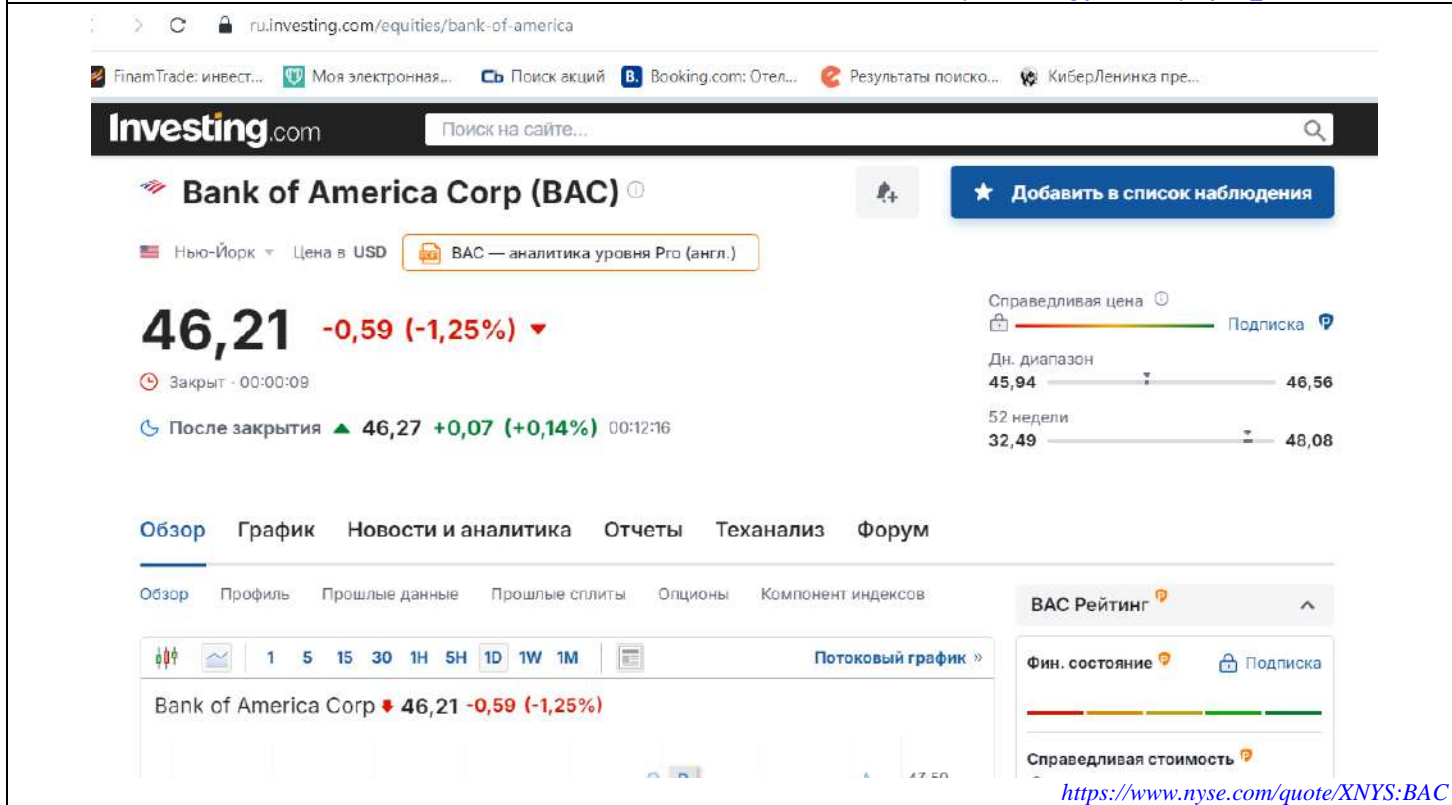 ru.investing.com/equities/bank-of-america
FinamTrade: инвест... Моя электронная... Сb Поиск акций B. Booking.com: Отел... Результаты поиско... КиберЛенинка пре...
Investing.com Поиск на сайте...
Bank of America Corp (BAC)
Добавить в список наблюдения
Нью-Йорк Цена в USD BAC — аналитика уровня Pro (англ.)
46,21 -0,59 (-1,25%)
Закрыт · 00:00:09
После закрытия 46,27 +0,07 (+0,14%) 00:12:16
Справедливая цена
Подписка
Дн. диапазон
45,94 46,56
52 недели
32,49 48,08
Обзор График Новости и аналитика Отчеты Теханализ Форум
Обзор Профиль Прошлые данные Прошлые сплиты Опционы Компонент индексов
1 5 15 30 1H 5H 1D 1W 1M Потоковый график »
Bank of America Corp 46,21 -0,59 (-1,25%)
BAC Рейтинг
Фин. состояние Подписка
Справедливая стоимость
https://www.nyse.com/quote/XNYS:BAC